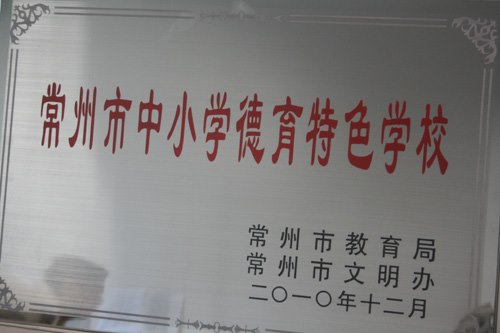 常州市中小学德育特色学校
常州市教育局
常州市文明办
二〇一〇年十二月